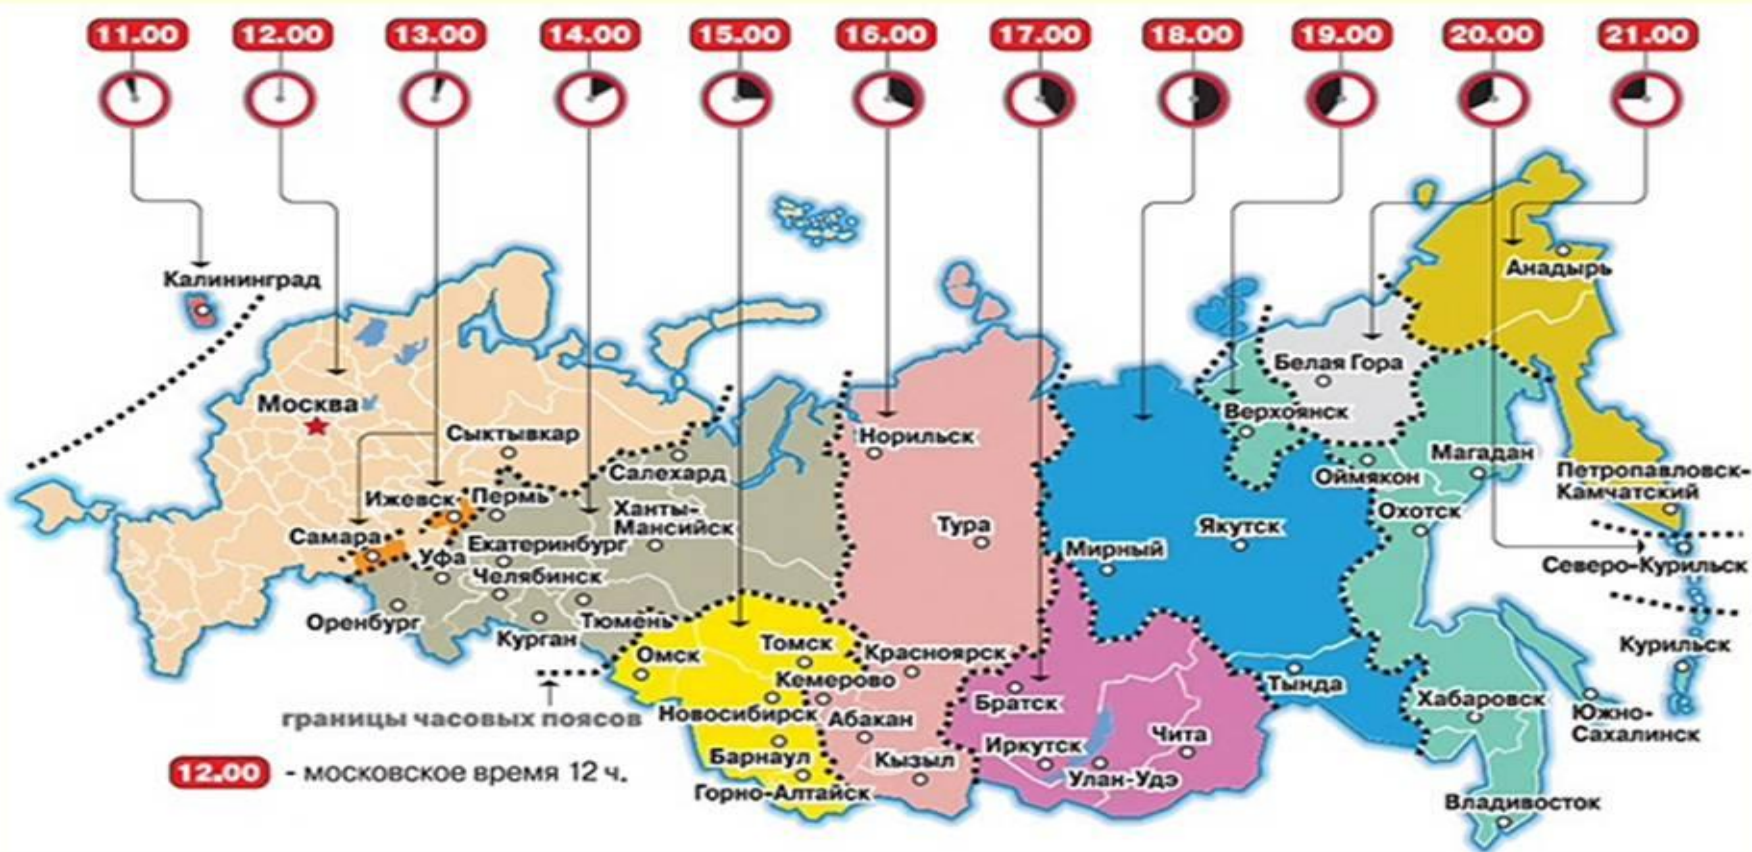 11.00
12.00
13.00
14.00
15.00
16.00
17.00
18.00
19.00
20.00
21.00
Калининград
Анадырь
Белая Гора
Москва
Верхоянск
Сыктывкар
Норильск
Магадан
Салехард
Оймякон
Петропавловск-
Камчатский
Ижевск
Пермь
Ханты-
Мансийск
Охотск
Тура
Якутск
Самара
Екатеринбург
Уфа
Мирный
Северо-Курильск
Челябинск
Оренбург
Тюмень
Курган
Томск
Курильск
Омск
Красноярск
Кемерово
Тында
Братск
Хабаровск
границы часовых поясов
Новосибирск
Абакан
Южно-
Сахалинск
Чита
Иркутск
Барнаул
Кызыл
12.00 - московское время 12 ч.
Улан-Удэ
Горно-Алтайск
Владивосток